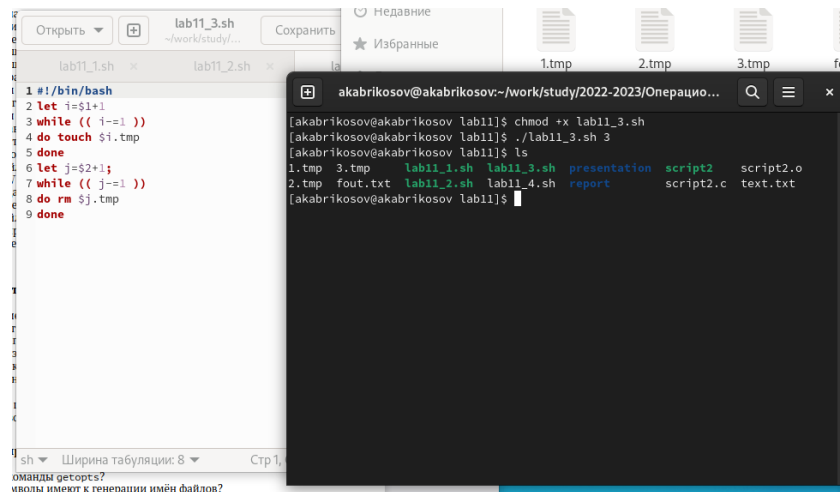 Открыть
lab11_3.sh
~/work/study/...
Сохранить
lab11_1.sh ×
lab11_2.sh ×
la
1 #!/bin/bash
2 let i=$1+1
3 while (( i-=1 ))
4 do touch $i.tmp
5 done
6 let j=$2+1;
7 while (( j-=1 ))
8 do rm $j.tmp
9 done
sh
Ширина табуляции: 8
Стр 1,
Недавние
Избранные
1.tmp
2.tmp
3.tmp
akabrikosov@akabrikosov:~/work/study/2022-2023/Операцио...
[akabrikosov@akabrikosov lab11]$ chmod +x lab11_3.sh
[akabrikosov@akabrikosov lab11]$ ./lab11_3.sh 3
[akabrikosov@akabrikosov lab11]$ ls
1.tmp 3.tmp lab11_1.sh lab11_3.sh presentation script2 script2.o
2.tmp fout.txt lab11_2.sh lab11_4.sh report script2.c text.txt
[akabrikosov@akabrikosov lab11]$
команды getopts?
имеют к генерации имён файлов?